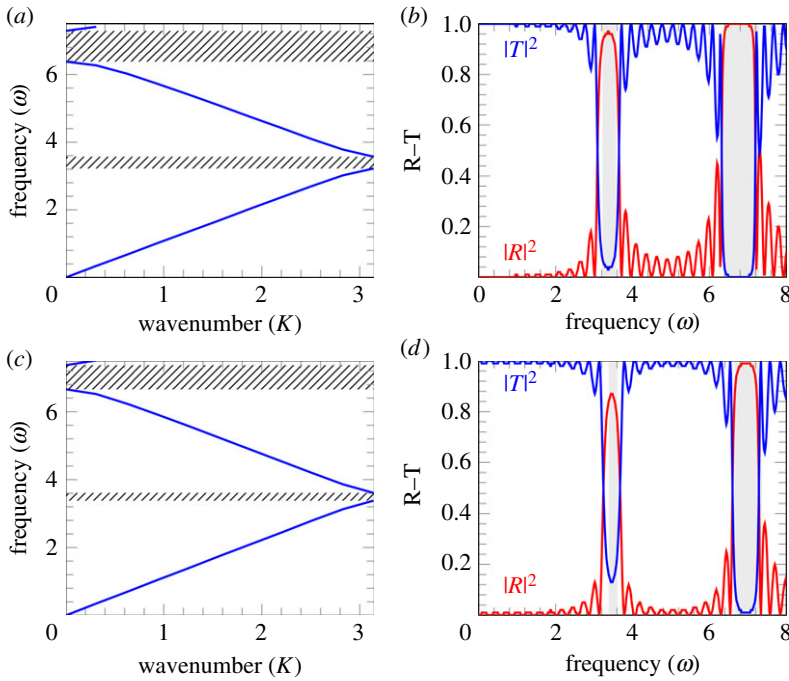 (a)
frequency (ω)
6
4
2
0
0 1 2 3
wavenumber (K)
(b)
R–T
1.0
0.8
0.6
0.4
0.2
|T|²
|R|²
0 2 4 6 8
frequency (ω)
(c)
frequency (ω)
6
4
2
0
0 1 2 3
wavenumber (K)
(d)
R–T
1.0
0.8
0.6
0.4
0.2
|T|²
|R|²
0 2 4 6 8
frequency (ω)